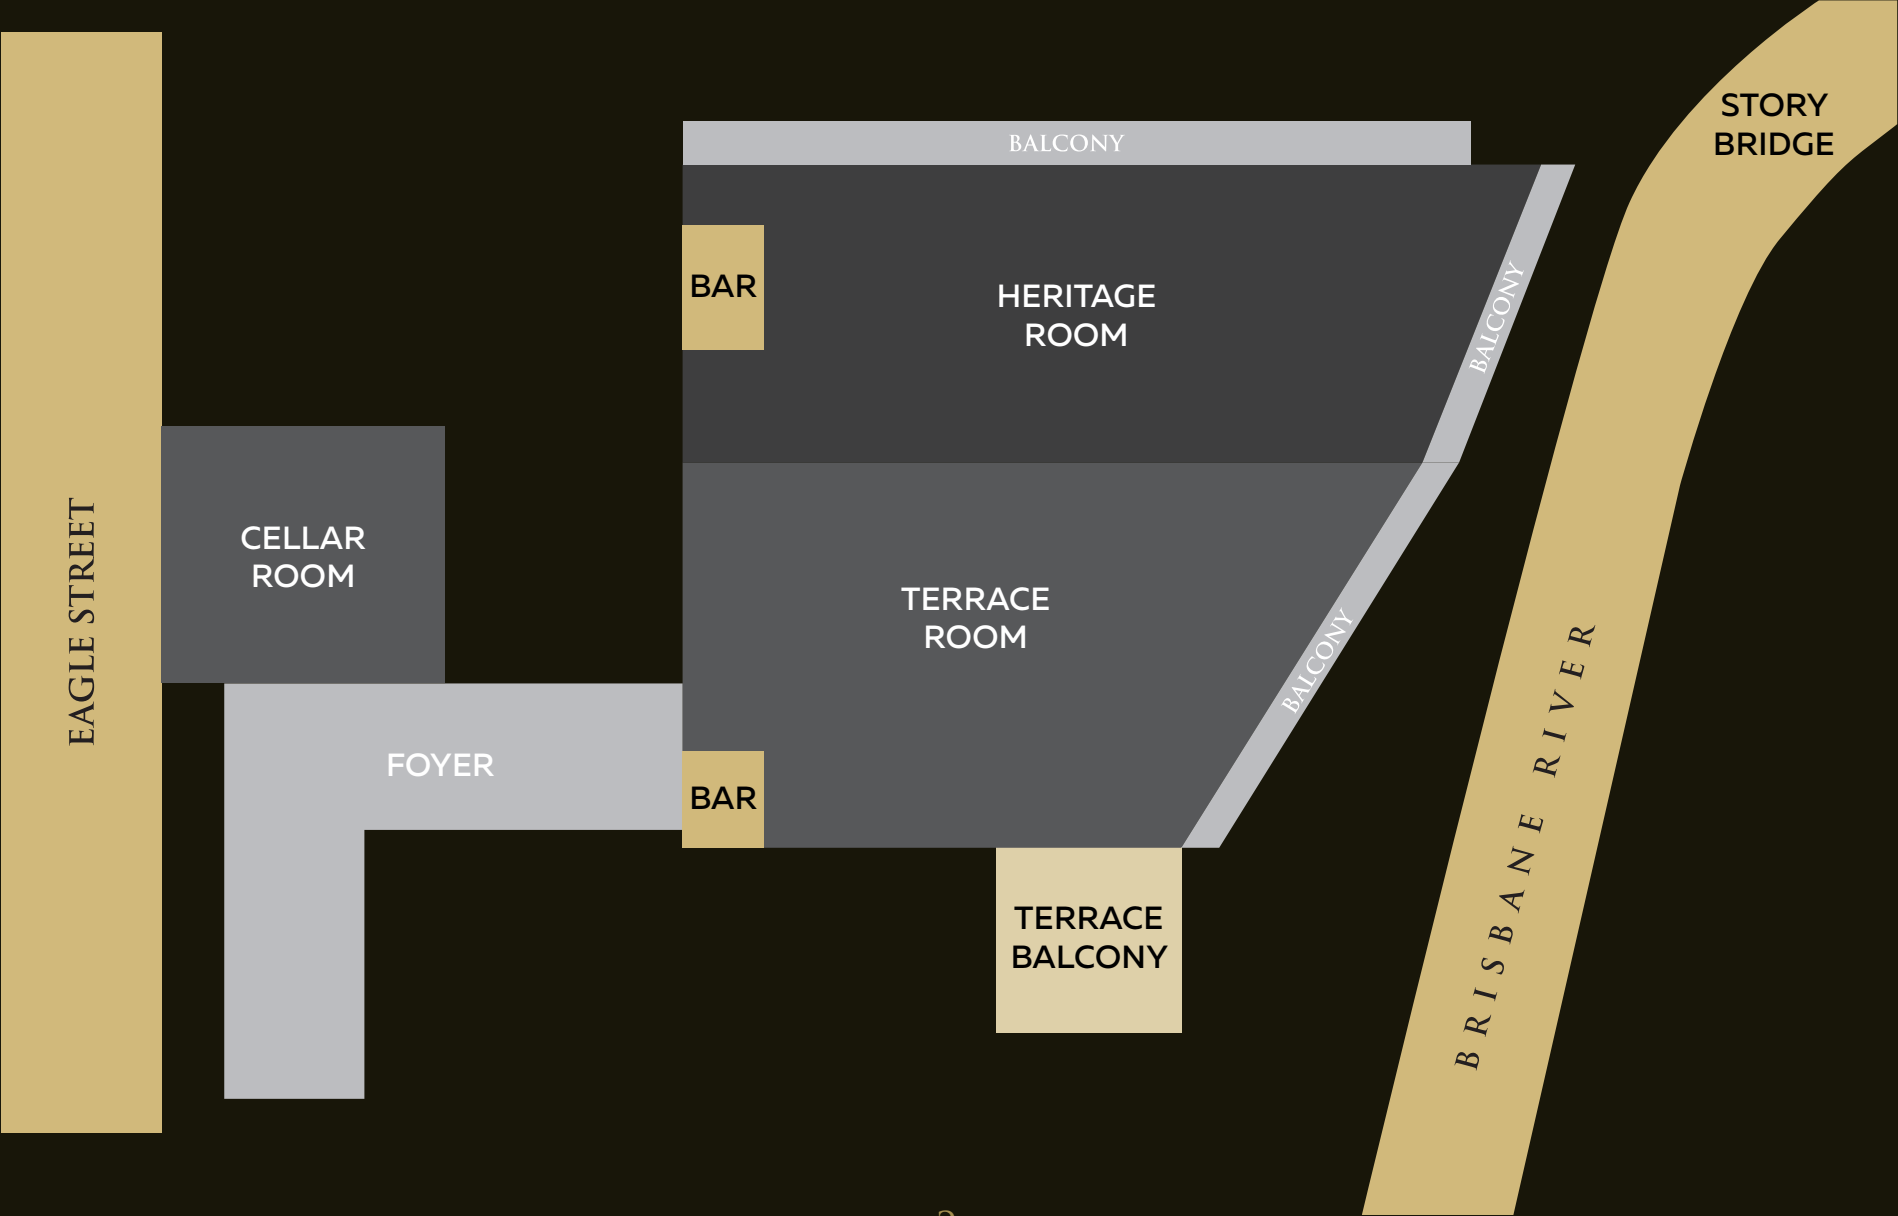 STORY
BRIDGE
BALCONY
BAR
HERITAGE
ROOM
BALCONY
EAGLE STREET
CELLAR
ROOM
TERRACE
ROOM
BALCONY
FOYER
BAR
TERRACE
BALCONY
BRISBANE RIVER